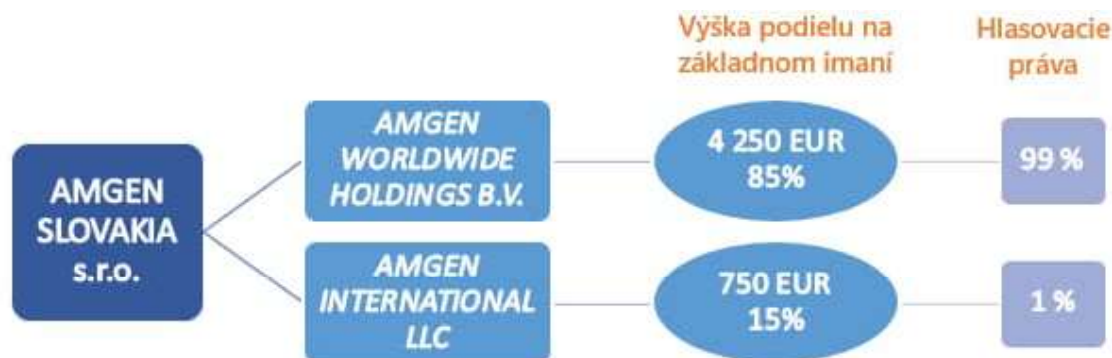 Výška podielu na
základnom imaní
Hlasovacie
práva
AMGEN
SLOVAKIA
s.r.o.
AMGEN
WORLDWIDE
HOLDINGS B.V.
4 250 EUR
85%
99 %
AMGEN
INTERNATIONAL
LLC
750 EUR
15%
1 %